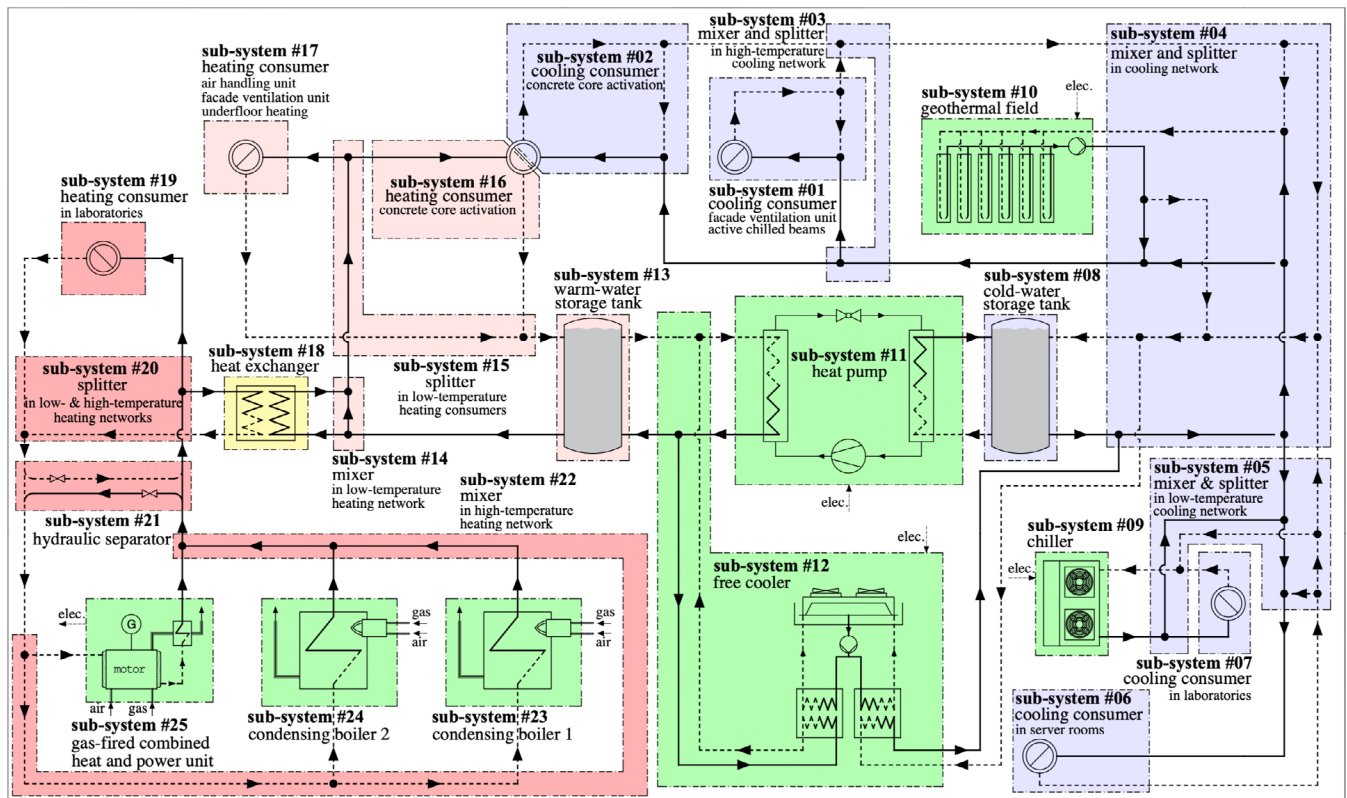 sub-system #17
heating consumer
air handling unit
facade ventilation unit
underfloor heating
sub-system #02
cooling consumer
concrete core activation
sub-system #03
mixer and splitter
in high-temperature
cooling network
sub-system #04
mixer and splitter
in cooling network
sub-system #10
geothermal field
elec.
sub-system #19
heating consumer
in laboratories
sub-system #16
heating consumer
concrete core activation
sub-system #01
cooling consumer
facade ventilation unit
active chilled beams
sub-system #13
warm-water
storage tank
sub-system #08
cold-water
storage tank
sub-system #20
splitter
in low- & high-temperature
heating networks
sub-system #18
heat exchanger
sub-system #15
splitter
in low-temperature
heating consumers
sub-system #11
heat pump
elec.
sub-system #14
mixer
in low-temperature
heating network
sub-system #22
mixer
in high-temperature
heating network
sub-system #21
hydraulic separator
sub-system #05
mixer & splitter
in low-temperature
cooling network
sub-system #09
chiller
elec.
sub-system #12
free cooler
elec.
sub-system #07
cooling consumer
in laboratories
sub-system #06
cooling consumer
in server rooms
elec.
G
motor
air
gas
sub-system #25
gas-fired combined
heat and power unit
gas
air
sub-system #24
condensing boiler 2
gas
air
sub-system #23
condensing boiler 1